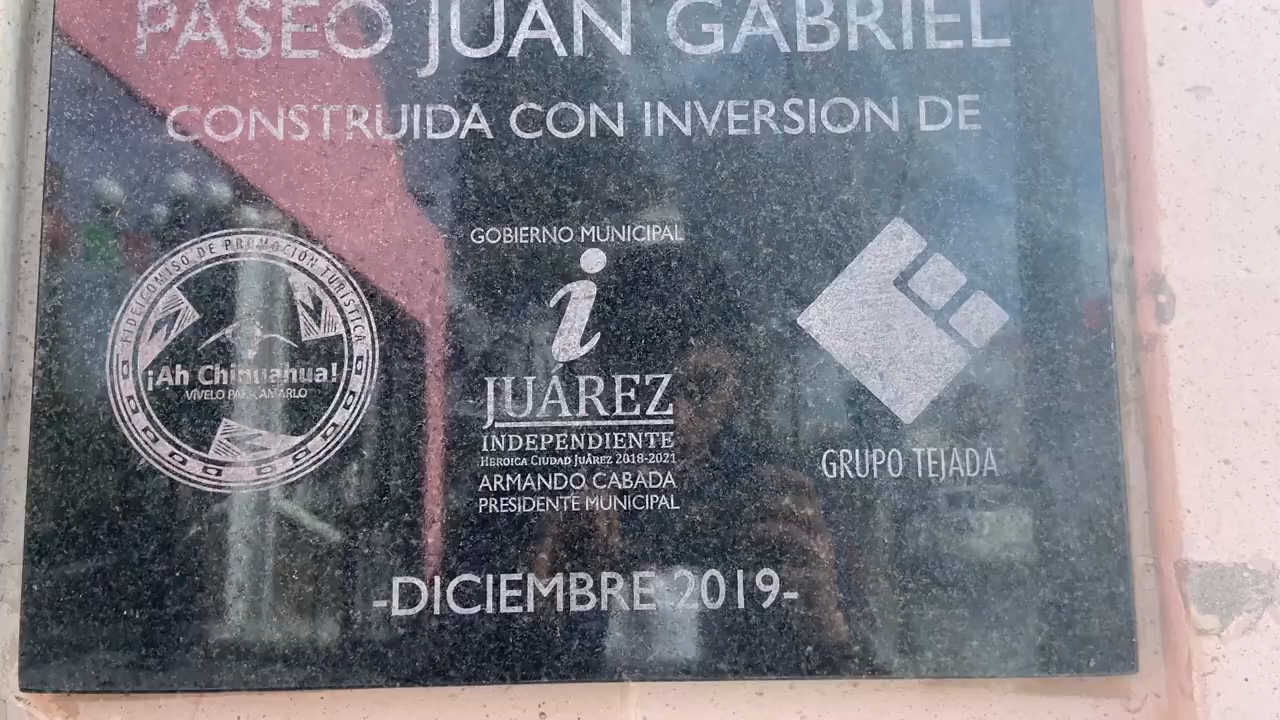 PASEO JUAN GABRIEL
CONSTRUIDA CON INVERSION DE
FIDEICOMISO DE PROMOCIÓN TURÍSTICA
¡Ah Chihuahua!
VÍVELO PARA AMARLO
GOBIERNO MUNICIPAL
i
JUÁREZ
INDEPENDIENTE
HEROICA CIUDAD JUÁREZ 2018-2021
ARMANDO CABADA
PRESIDENTE MUNICIPAL
GRUPO TEJADA
-DICIEMBRE 2019-